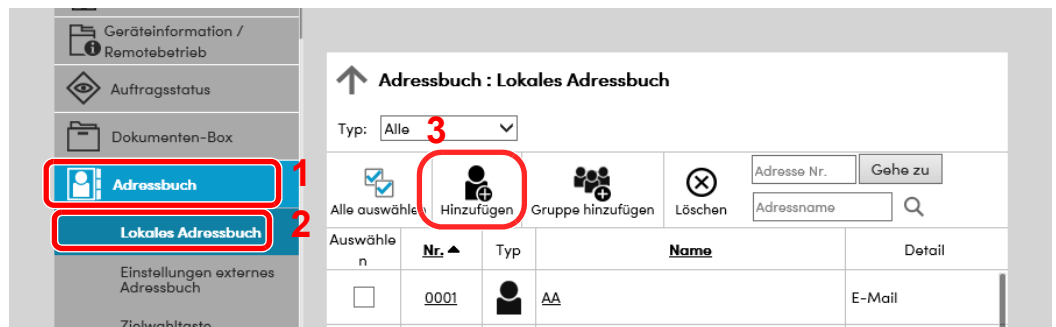 Geräteinformation /
Remotebetrieb
Auftragsstatus
Dokumenten-Box
Adressbuch
1
Lokales Adressbuch
2
Einstellungen externes
Adressbuch
Zielwahltaste
Adressbuch : Lokales Adressbuch
Typ: Alle
3
Alle auswählen Hinzufügen Gruppe hinzufügen Löschen
Adresse Nr. Gehe zu
Adressname
Auswähle
n Nr. Typ Name Detail
0001 AA E-Mail